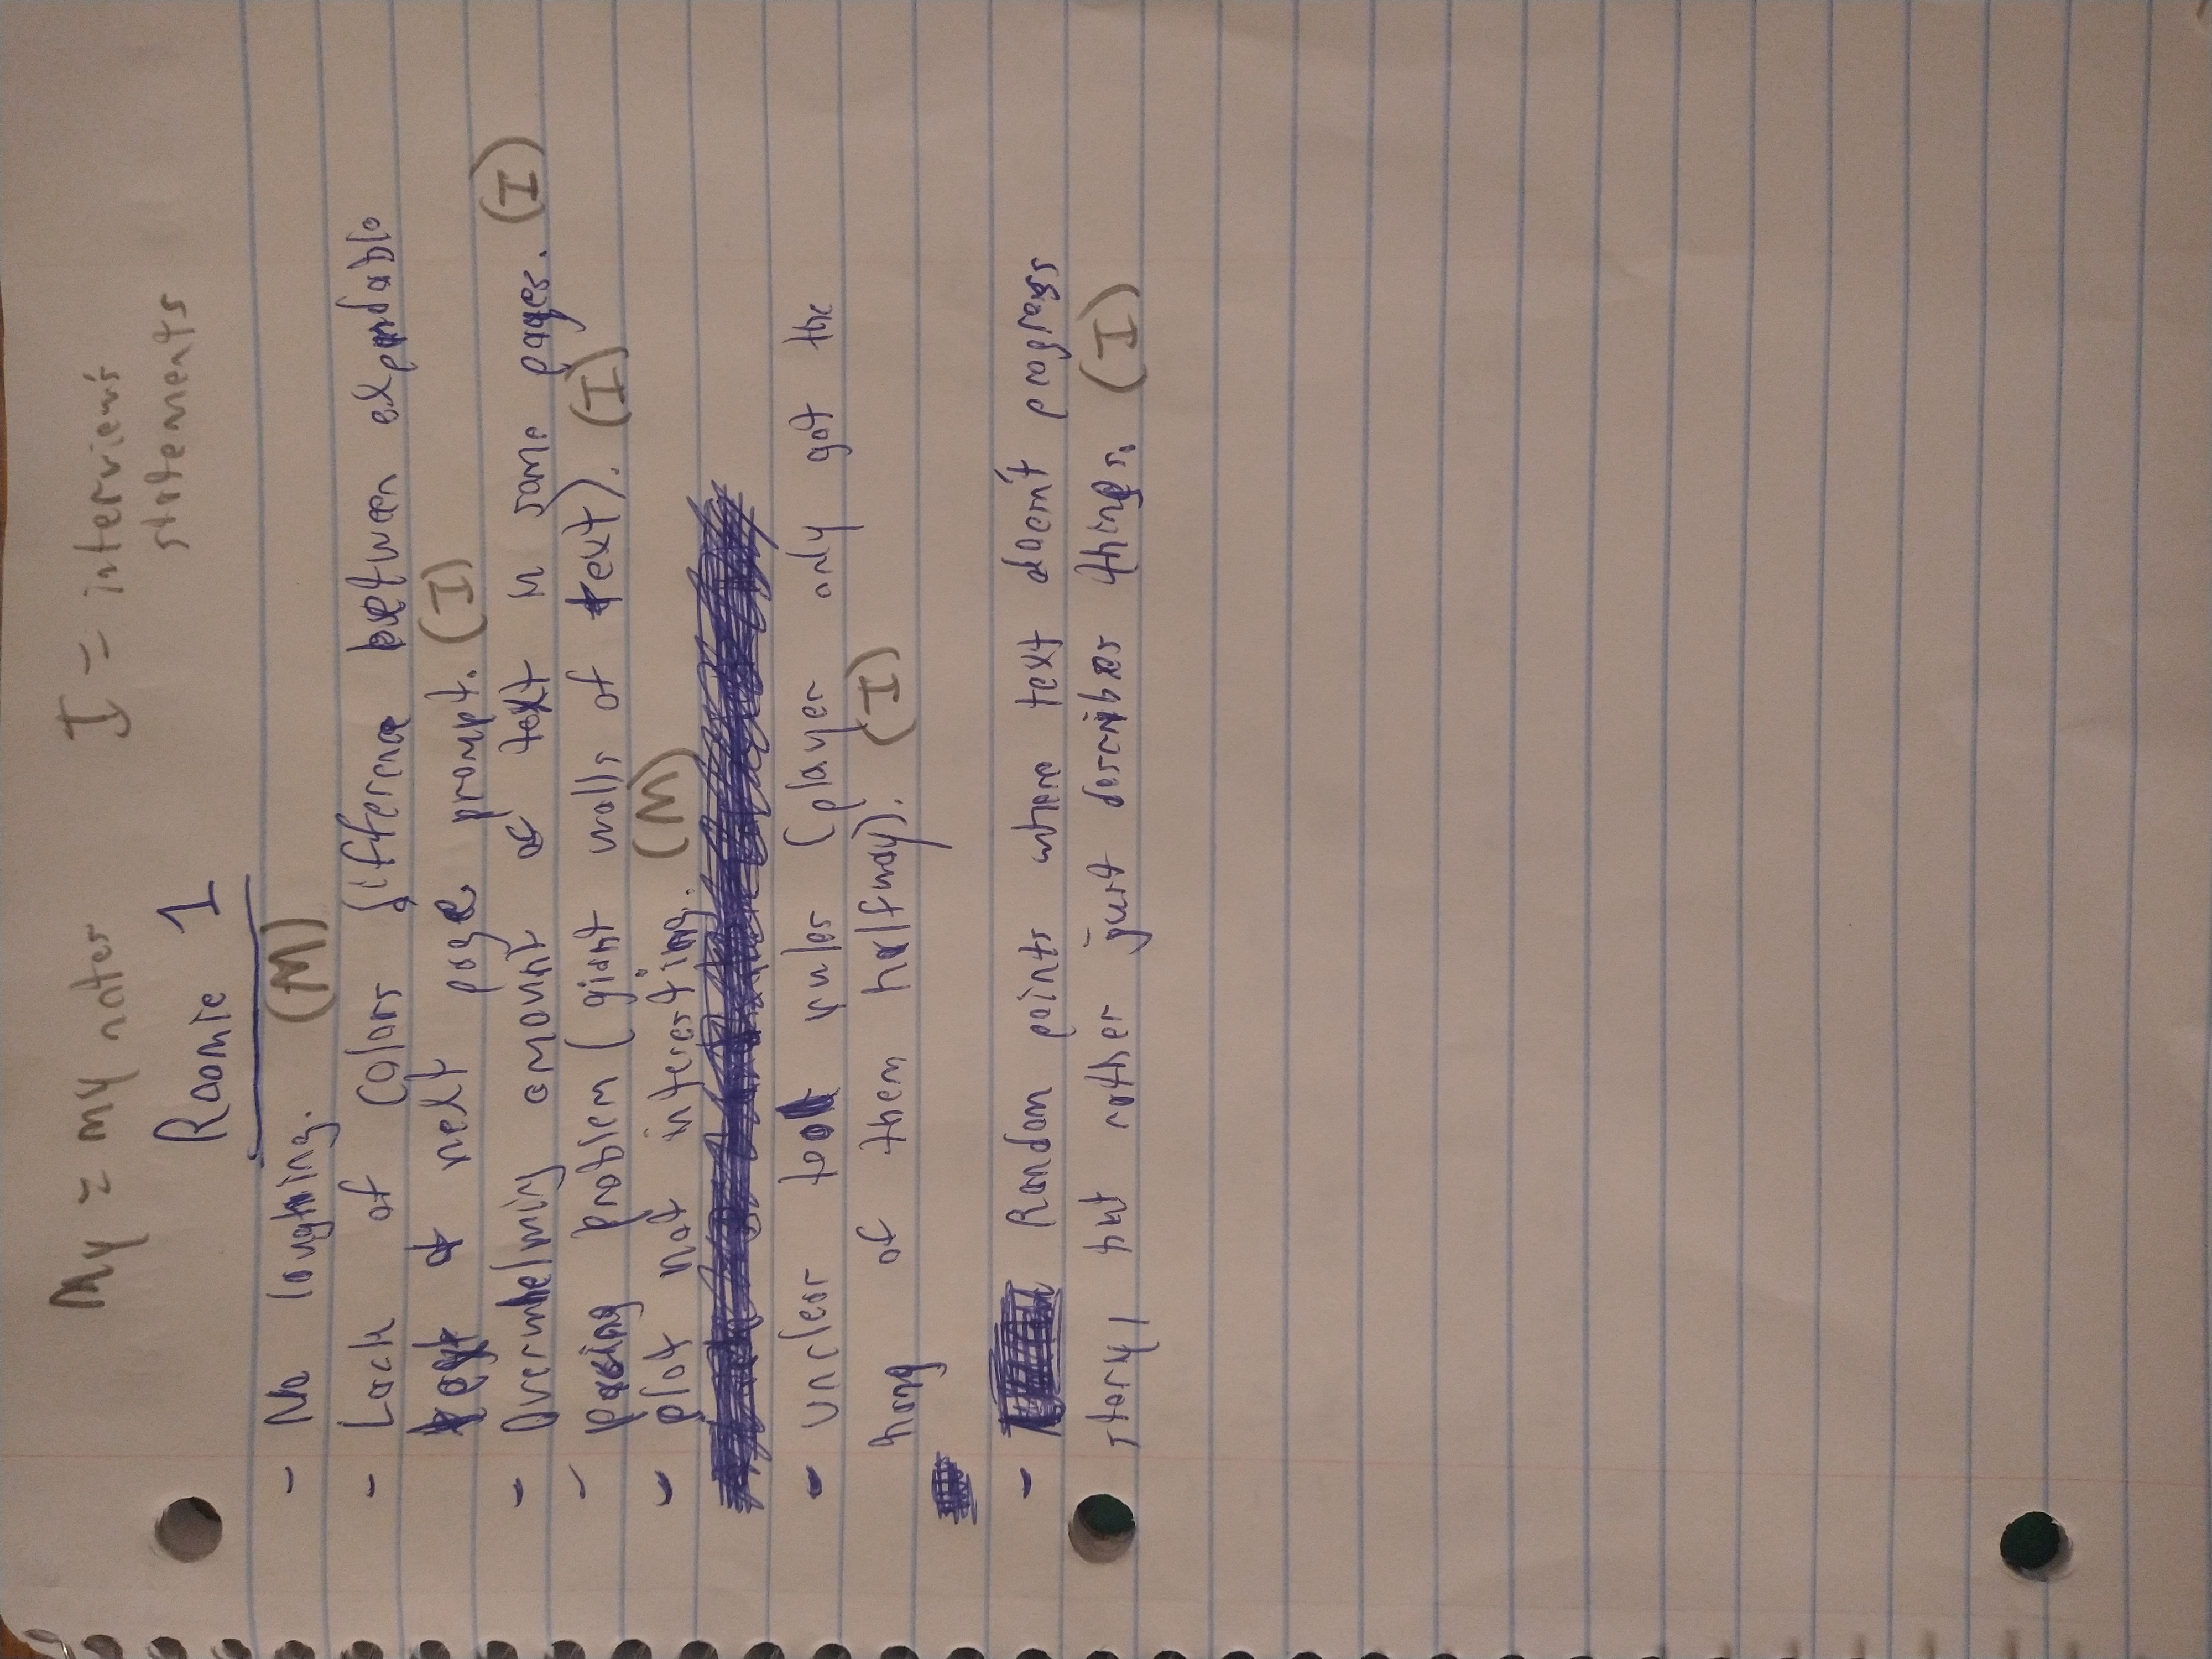 My = my notes I = interview's
statements
Roomie 1
- No laughing. (M)
- Lack of colors difference between expandable
text & next page prompt. (I)
- Overwhelming amount of text in some pages. (I)
- pacing problem (giant walls of text). (I)
- plot not interesting. (M)
- unclear rules (player only got the
hang of them halfway). (I)
- Random points where text doesn't progress
story, but rather just describes things. (I)